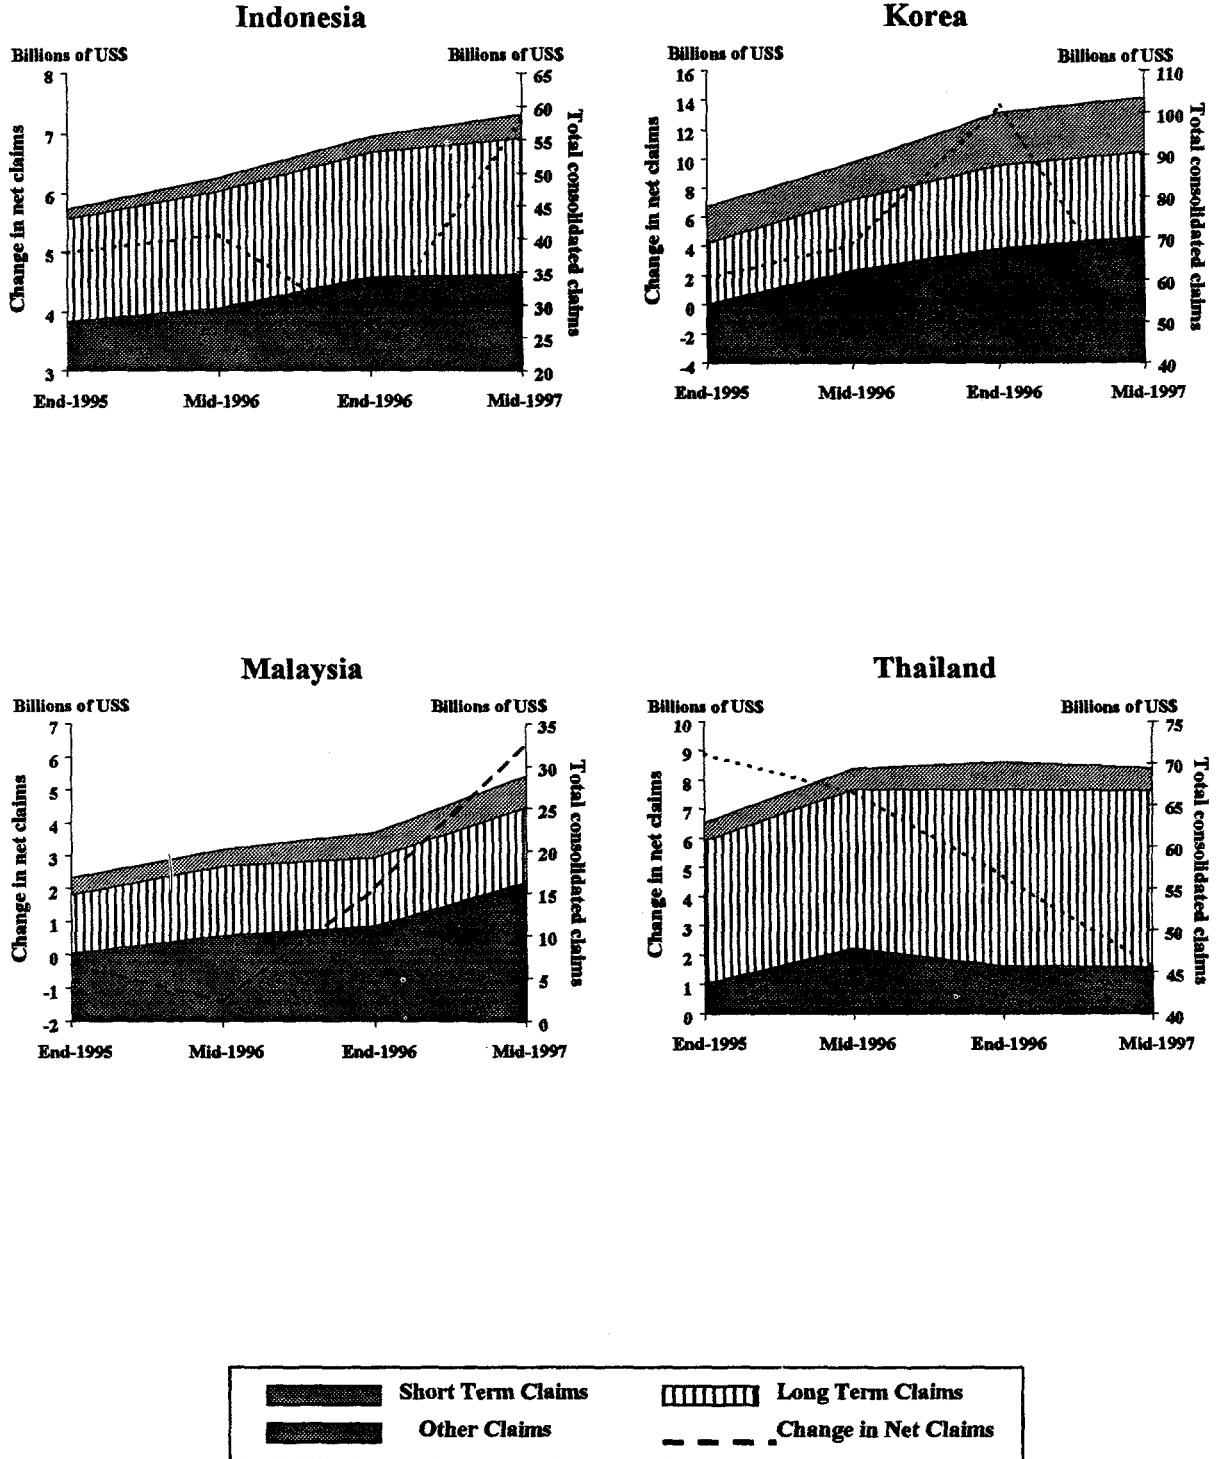 Indonesia
Korea
Billions of US$
Billions of US$
Billions of US$
Billions of US$
8
7
6
5
4
3
Change in net claims
65
60
55
50
45
40
35
30
25
20
Total consolidated claims
End-1995
Mid-1996
End-1996
Mid-1997
16
14
12
10
8
6
4
2
0
-2
-4
Change in net claims
110
100
90
80
70
60
50
40
Total consolidated claims
End-1995
Mid-1996
End-1996
Mid-1997
Malaysia
Thailand
Billions of US$
Billions of US$
Billions of US$
Billions of US$
7
6
5
4
3
2
1
0
-1
-2
Change in net claims
35
30
25
20
15
10
5
0
Total consolidated claims
End-1995
Mid-1996
End-1996
Mid-1997
10
9
8
7
6
5
4
3
2
1
0
Change in net claims
75
70
65
60
55
50
45
40
Total consolidated claims
End-1995
Mid-1996
End-1996
Mid-1997
Short Term Claims
Long Term Claims
Other Claims
Change in Net Claims